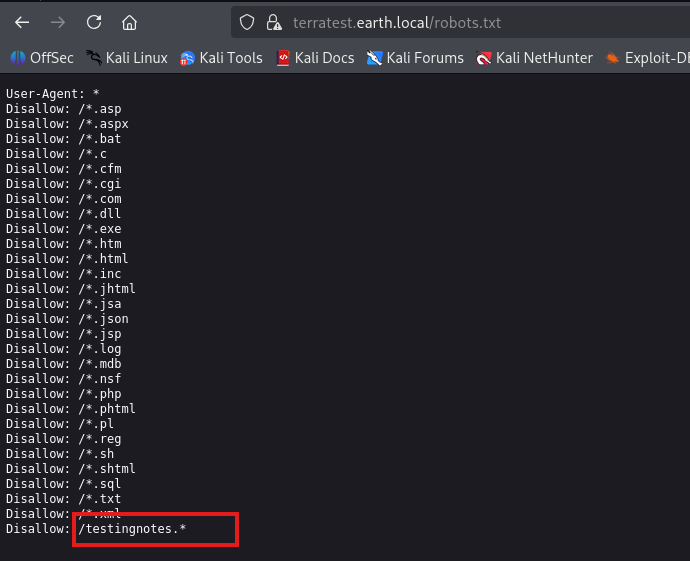 terratest.earth.local/robots.txt
OffSec Kali Linux Kali Tools Kali Docs Kali Forums Kali NetHunter Exploit-DB
User-Agent: *
Disallow: /*.asp
Disallow: /*.aspx
Disallow: /*.bat
Disallow: /*.c
Disallow: /*.cfm
Disallow: /*.cgi
Disallow: /*.com
Disallow: /*.dll
Disallow: /*.exe
Disallow: /*.htm
Disallow: /*.html
Disallow: /*.inc
Disallow: /*.jhtml
Disallow: /*.jsa
Disallow: /*.json
Disallow: /*.jsp
Disallow: /*.log
Disallow: /*.mdb
Disallow: /*.nsf
Disallow: /*.php
Disallow: /*.phtml
Disallow: /*.pl
Disallow: /*.reg
Disallow: /*.sh
Disallow: /*.shtml
Disallow: /*.sql
Disallow: /*.txt
Disallow: /*.xml
Disallow: /testingnotes.*